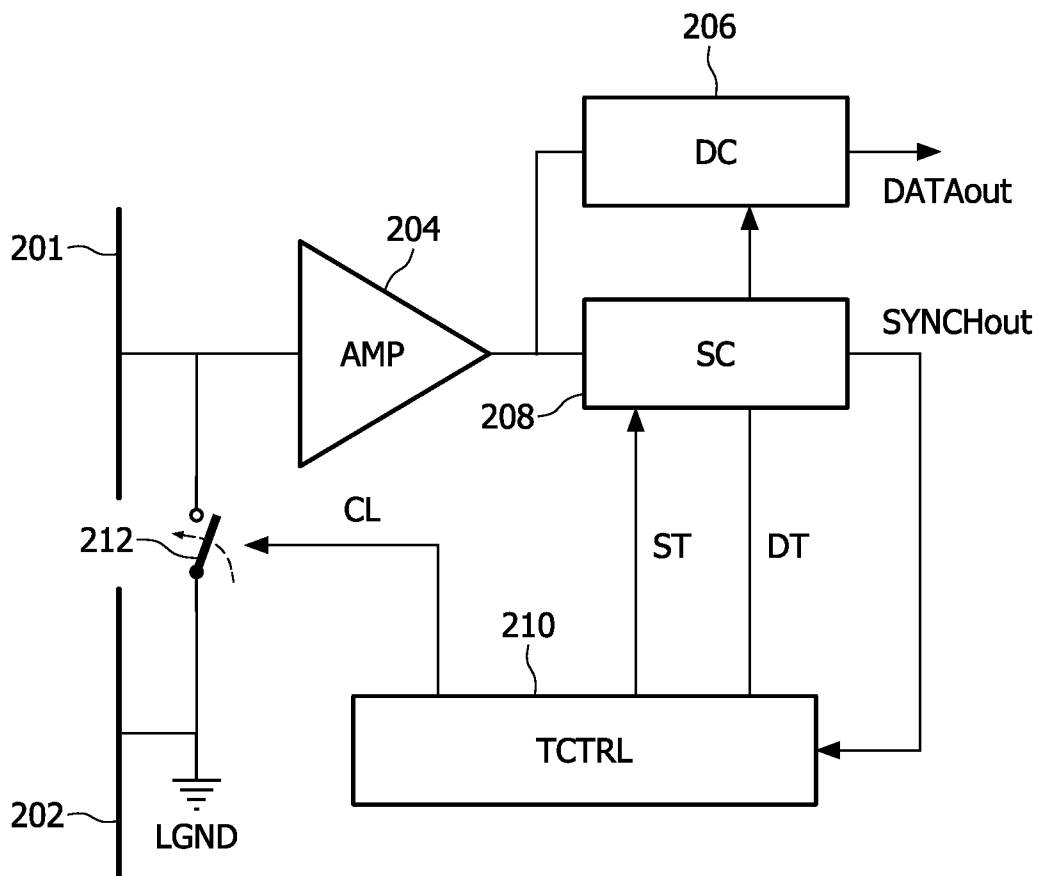 206
DC
DATAout
201
204
SYNCHout
AMP
SC
208
CL
212
ST
DT
210
TCTRL
202
LGND